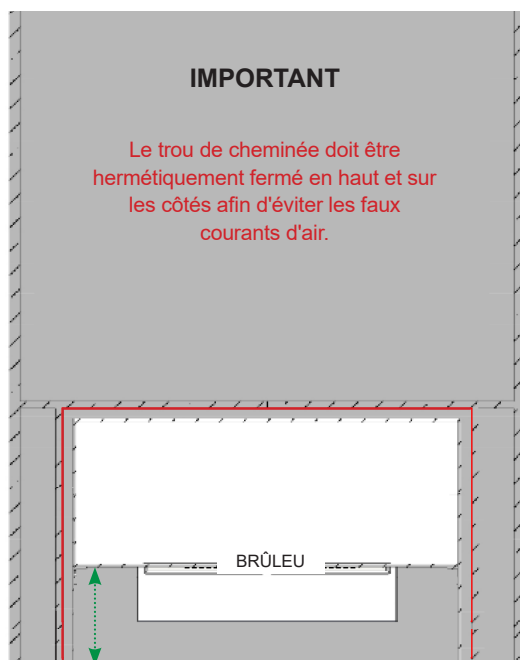 IMPORTANT
Le trou de cheminée doit être
hermétiquement fermé en haut et sur
les côtés afin d'éviter les faux
courants d'air.
BRÛLEU